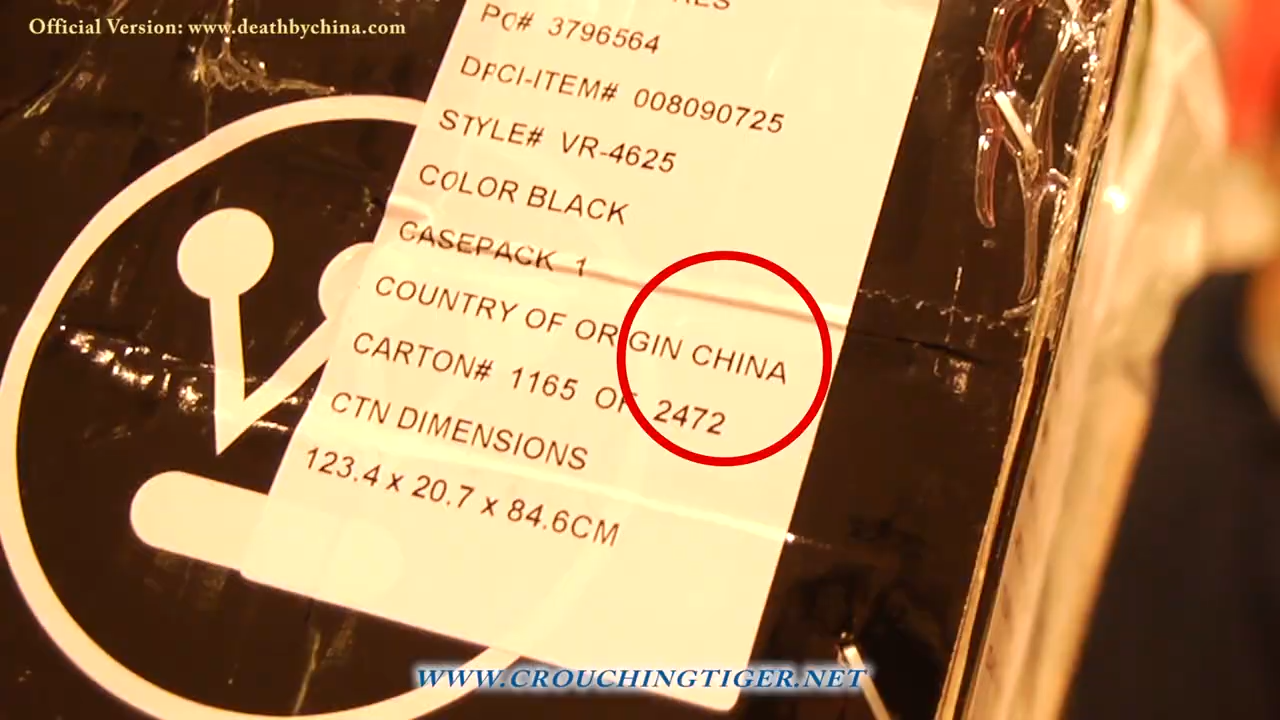 Official Version: www.deathbychina.com
PO# 3796564
DPCI-ITEM# 008090725
STYLE# VR-4625
COLOR BLACK
CASEPACK 1
COUNTRY OF ORIGIN CHINA
CARTON# 1165 OF 2472
CTN DIMENSIONS
123.4 x 20.7 x 84.6CM
WWW.CROUCHINGTIGER.NET